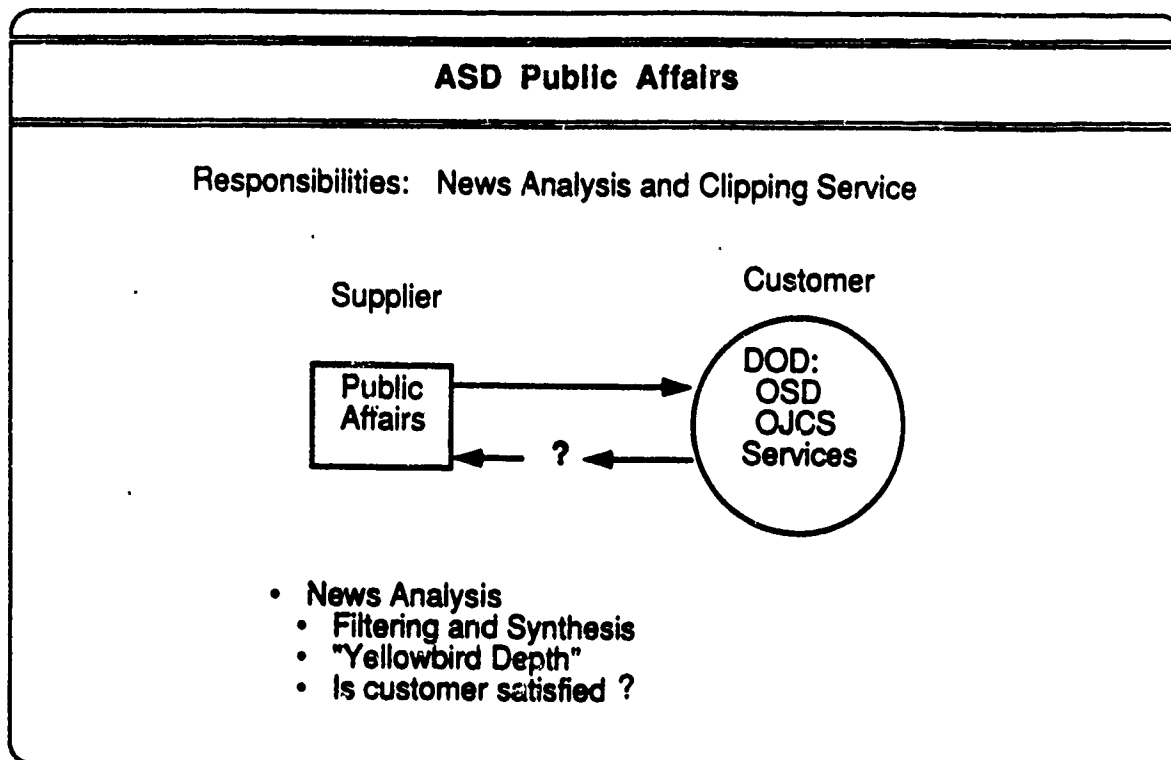 ASD Public Affairs
Responsibilities: News Analysis and Clipping Service
Supplier
Customer
Public
Affairs
DOD:
OSD
OJCS
Services
?
• News Analysis
• Filtering and Synthesis
• "Yellowbird Depth"
• Is customer satisfied ?